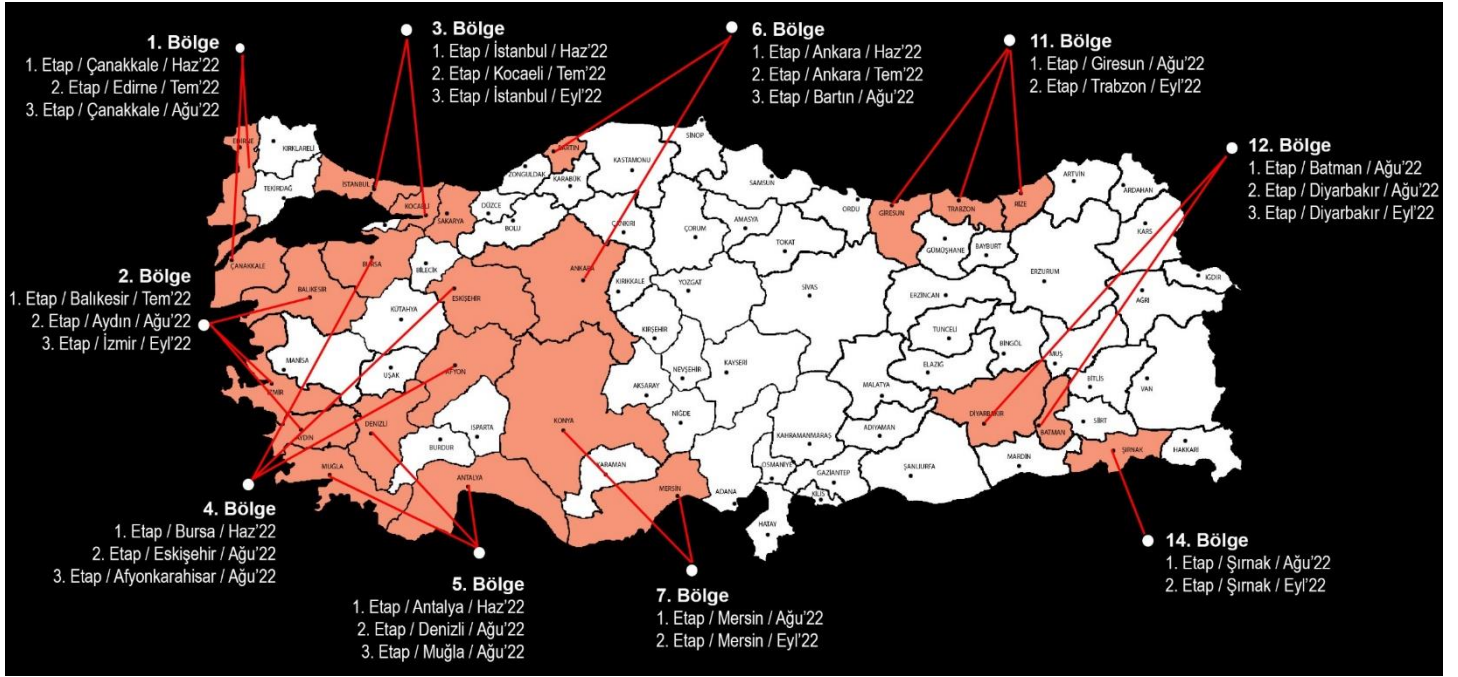 1. Bölge
1. Etap / Çanakkale / Haz'22
2. Etap / Edirne / Tem'22
3. Etap / Çanakkale / Ağu'22
3. Bölge
1. Etap / İstanbul / Haz'22
2. Etap / Kocaeli / Tem'22
3. Etap / İstanbul / Eyl'22
6. Bölge
1. Etap / Ankara / Haz'22
2. Etap / Ankara / Tem'22
3. Etap / Bartın / Ağu'22
11. Bölge
1. Etap / Giresun / Ağu'22
2. Etap / Trabzon / Eyl'22
12. Bölge
1. Etap / Batman / Ağu'22
2. Etap / Diyarbakır / Ağu'22
3. Etap / Diyarbakır / Eyl'22
2. Bölge
1. Etap / Balıkesir / Tem'22
2. Etap / Aydın / Ağu'22
3. Etap / İzmir / Eyl'22
4. Bölge
1. Etap / Bursa / Haz'22
2. Etap / Eskişehir / Ağu'22
3. Etap / Afyonkarahisar / Ağu'22
5. Bölge
1. Etap / Antalya / Haz'22
2. Etap / Denizli / Ağu'22
3. Etap / Muğla / Ağu'22
7. Bölge
1. Etap / Mersin / Ağu'22
2. Etap / Mersin / Eyl'22
14. Bölge
1. Etap / Şırnak / Ağu'22
2. Etap / Şırnak / Eyl'22
EDİRNE
KIRKLARELİ
TEKİRDAĞ
İSTANBUL
KOCAELİ
SAKARYA
DÜZCE
BOLU
ZONGULDAK
BARTIN
KARABÜK
KASTAMONU
SİNOP
ÇANKIRI
SAMSUN
AMASYA
ÇORUM
TOKAT
ORDU
GİRESUN
TRABZON
RİZE
ARTVİN
ARDAHAN
KARS
GÜMÜŞHANE
BAYBURT
ERZURUM
IĞDIR
AĞRI
ÇANAKKALE
BALIKESİR
BURSA
BİLECİK
ESKİŞEHİR
ANKARA
KIRIKKALE
YOZGAT
SİVAS
ERZİNCAN
TUNCELİ
BİNGÖL
MUŞ
BİTLİS
VAN
KÜTAHYA
MANİSA
UŞAK
AFYON
KIRŞEHİR
NEVŞEHİR
KAYSERİ
AKSARAY
NİĞDE
MALATYA
ELAZIĞ
İZMİR
AYDIN
DENİZLİ
BURDUR
ISPARTA
KONYA
KARAMAN
MERSİN
ADANA
KAHRAMANMARAŞ
OSMANİYE
GAZİANTEP
KİLİS
HATAY
ADIYAMAN
ŞANLIURFA
DİYARBAKIR
BATMAN
MARDİN
SİİRT
ŞIRNAK
HAKKARİ
MUĞLA
ANTALYA